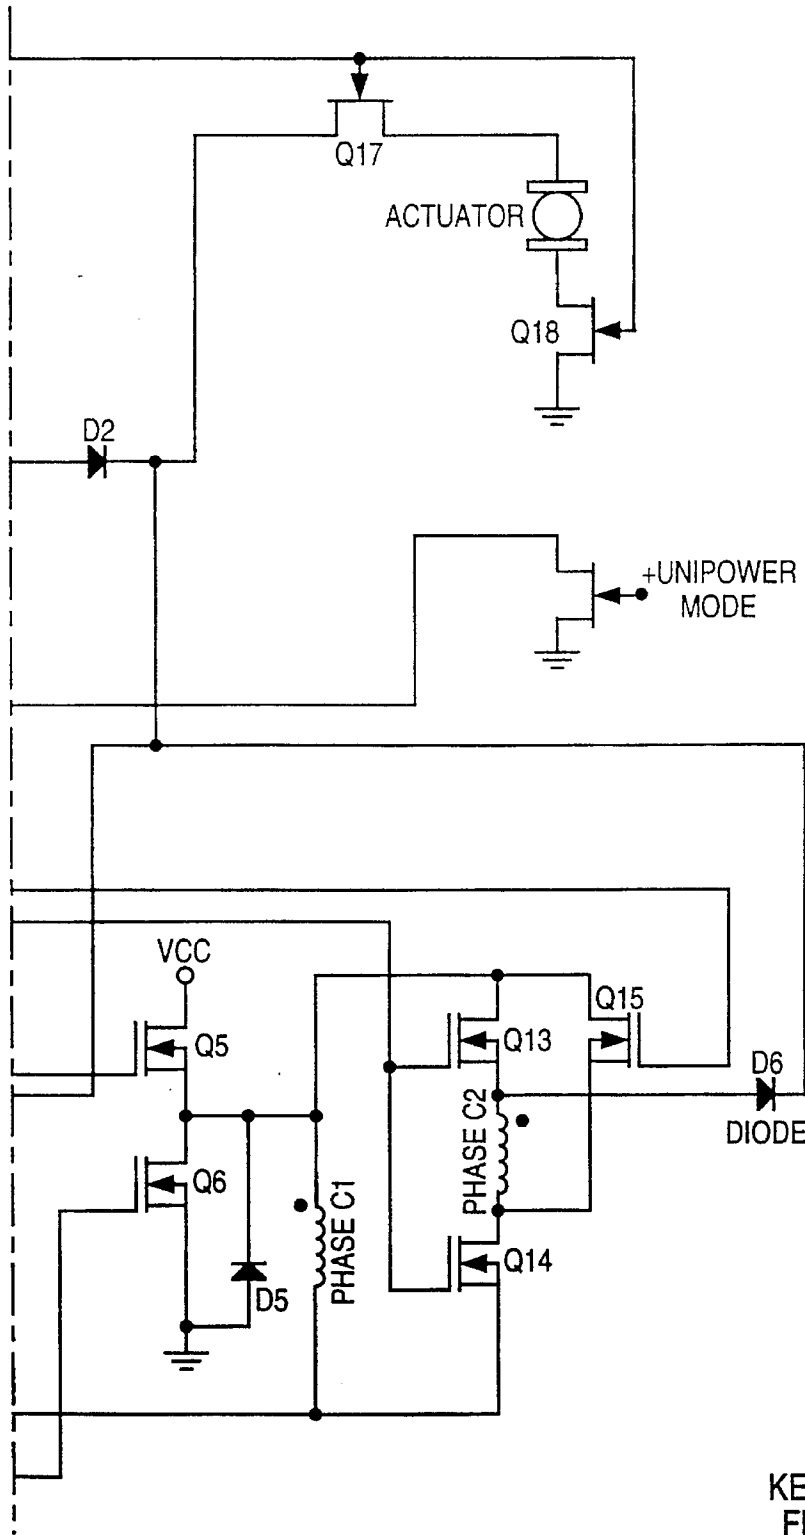 Q17
ACTUATOR
Q18
D2
+UNIPOWER
MODE
VCC
Q5
Q13
Q15
D6
DIODE
PHASE C2
Q6
PHASE C1
Q14
D5